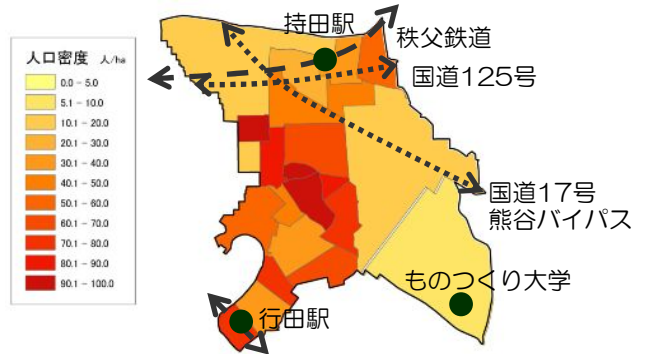 持田駅
秩父鉄道
国道125号
人口密度 人/ha
0.0 - 5.0
5.1 - 10.0
10.1 - 20.0
20.1 - 30.0
30.1 - 40.0
40.1 - 50.0
50.1 - 60.0
60.1 - 70.0
70.1 - 80.0
80.1 - 90.0
90.1 - 100.0
国道17号
熊谷バイパス
ものつくり大学
行田駅